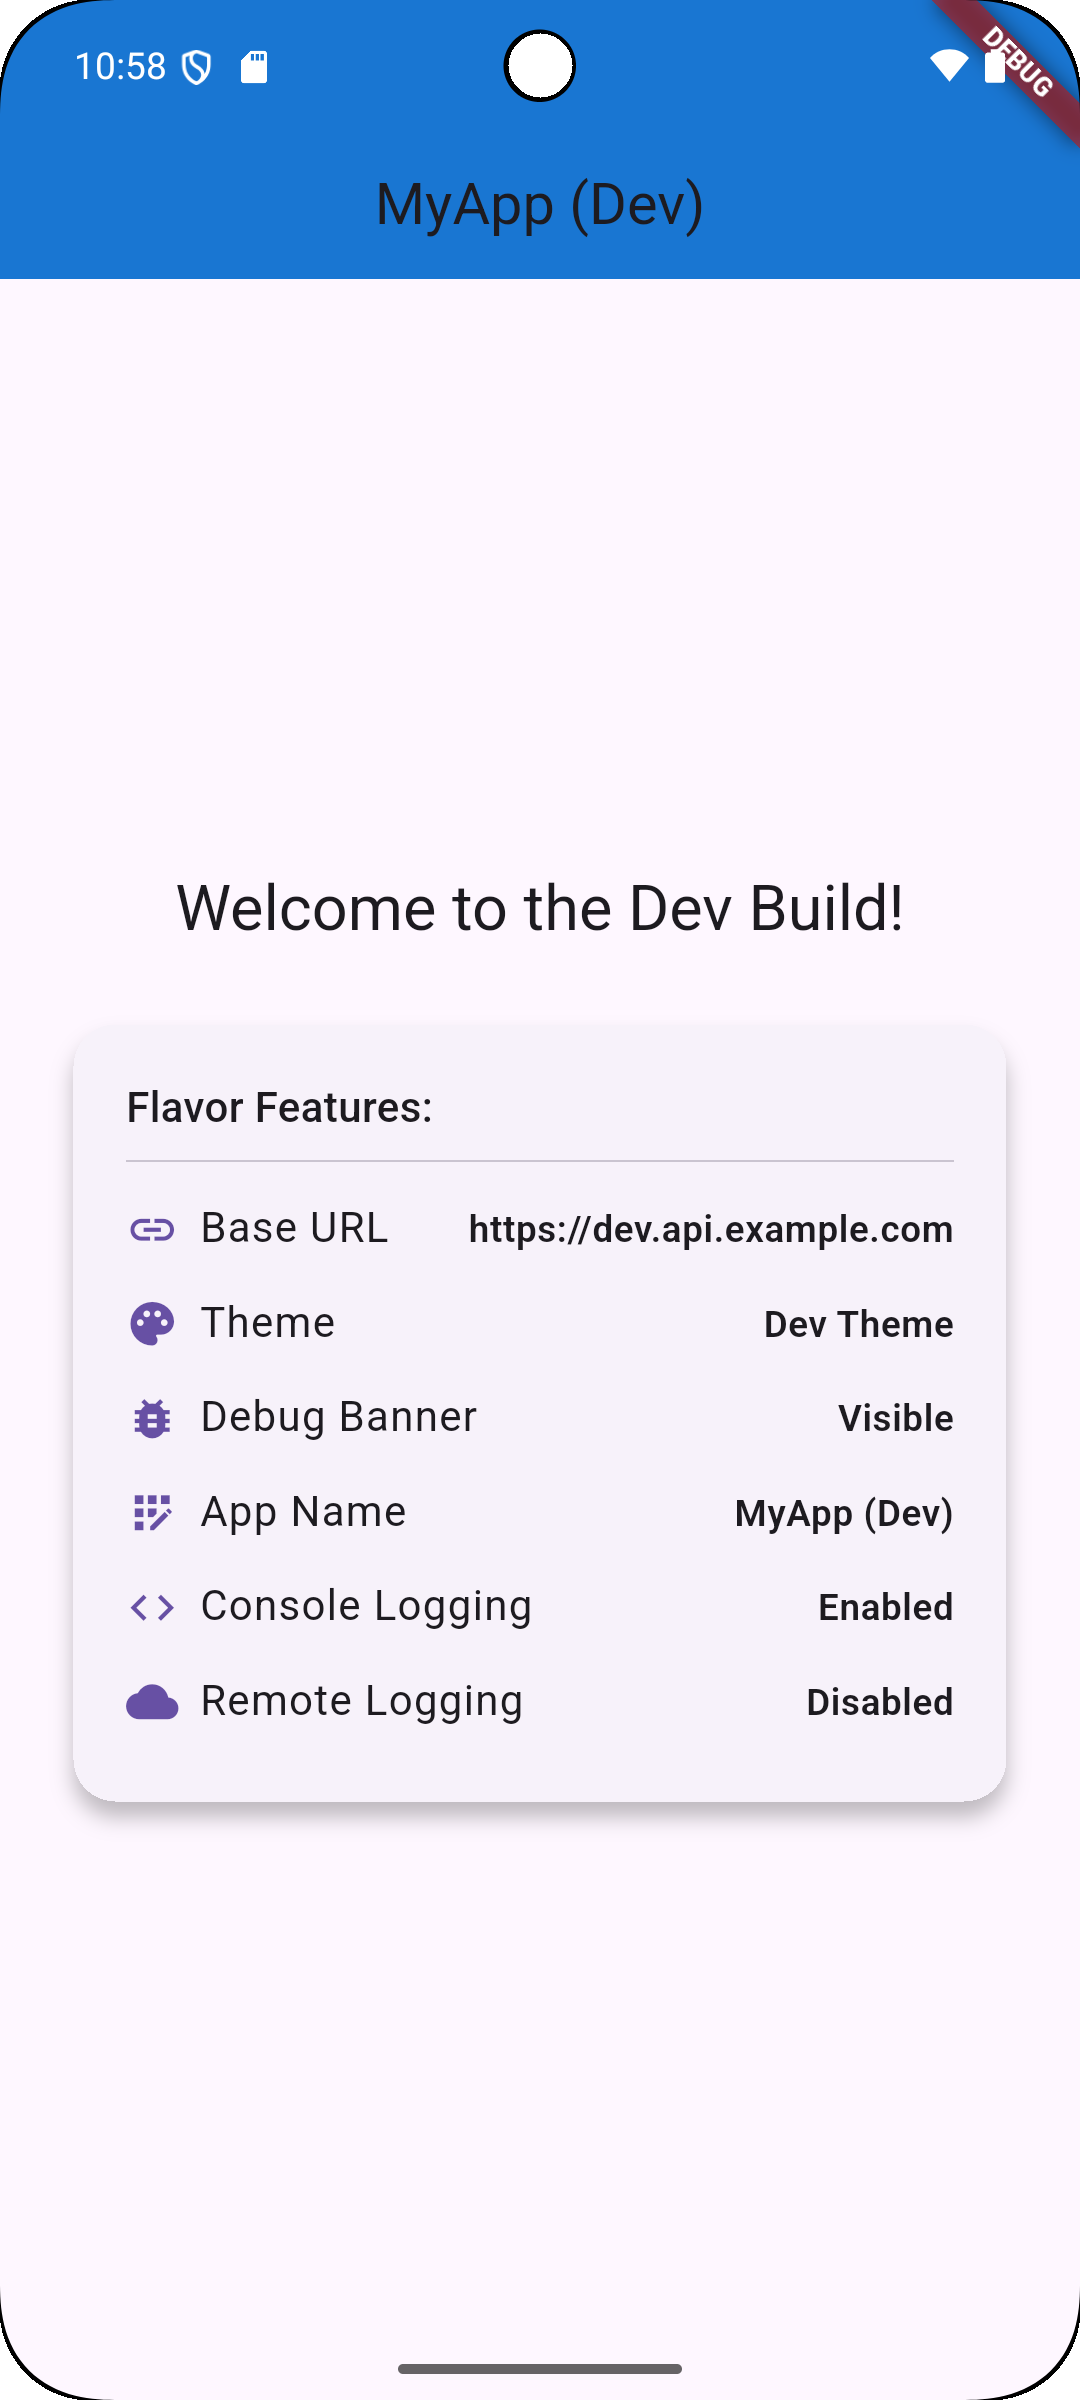 10:58
DEBUG
MyApp (Dev)
Welcome to the Dev Build!
Flavor Features:
Base URL https://dev.api.example.com
Theme Dev Theme
Debug Banner Visible
App Name MyApp (Dev)
Console Logging Enabled
Remote Logging Disabled